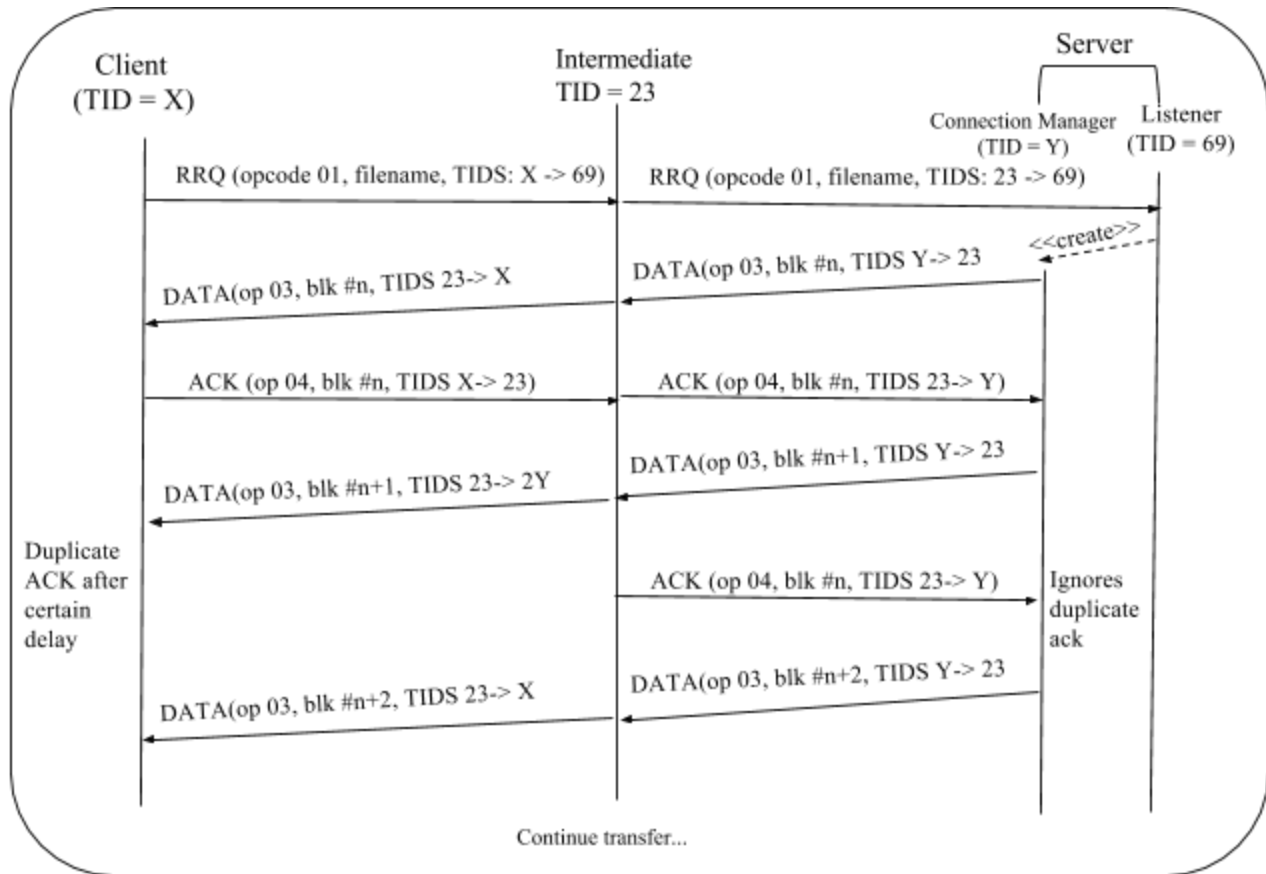 Server
Client
(TID = X)
Intermediate
TID = 23
Connection Manager
(TID = Y)
Listener
(TID = 69)
RRQ (opcode 01, filename, TIDS: X -> 69)
RRQ (opcode 01, filename, TIDS: 23 -> 69)
<<create>>
DATA(op 03, blk #n, TIDS Y-> 23
DATA(op 03, blk #n, TIDS 23-> X
ACK (op 04, blk #n, TIDS X-> 23)
ACK (op 04, blk #n, TIDS 23-> Y)
DATA(op 03, blk #n+1, TIDS Y-> 23
DATA(op 03, blk #n+1, TIDS 23-> 2Y
Duplicate
ACK after
certain
delay
ACK (op 04, blk #n, TIDS 23-> Y)
Ignores
duplicate
ack
DATA(op 03, blk #n+2, TIDS Y-> 23
DATA(op 03, blk #n+2, TIDS 23-> X
Continue transfer...